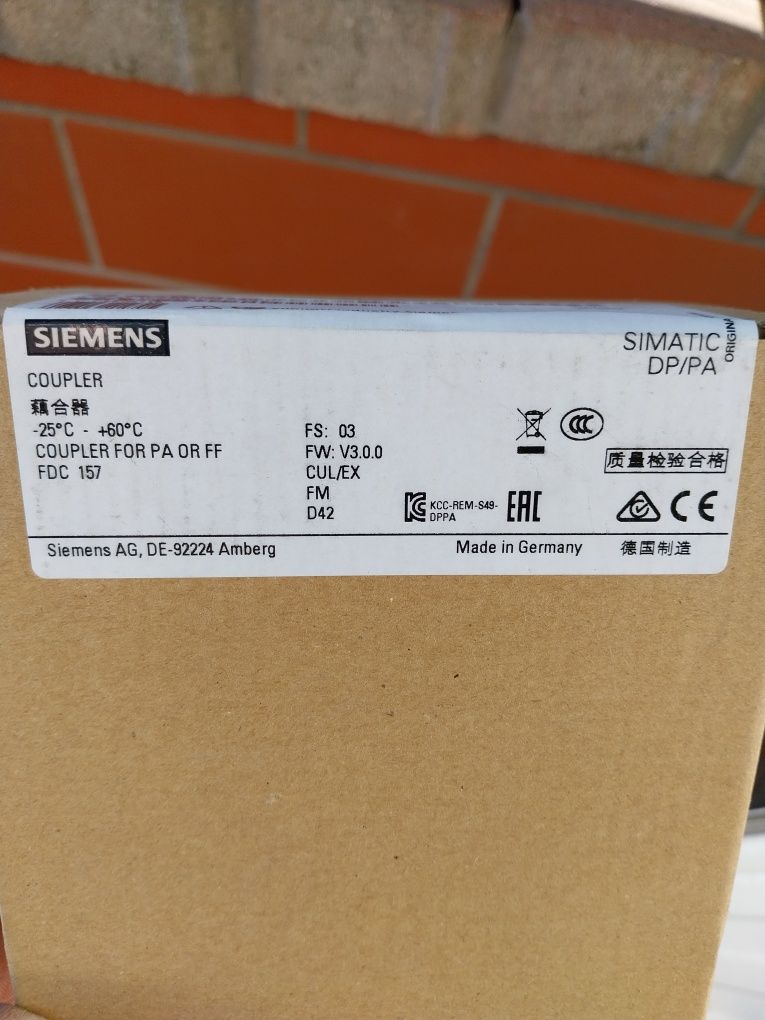 SIEMENS
SIMATIC
DP/PA
COUPLER
藕合器
-25°C - +60°C
COUPLER FOR PA OR FF
FDC 157
FS: 03
FW: V3.0.0
CUL/EX
FM
D42
CCC
质量检验合格
KCC-REM-S49-
DPPA
EAC
CE
Siemens AG, DE-92224 Amberg
Made in Germany
德国制造